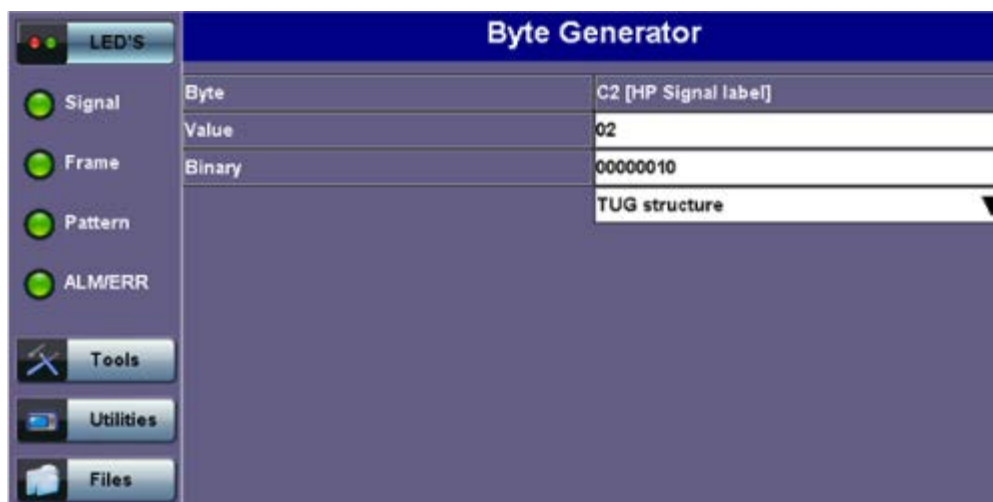 LED'S
Byte Generator
Signal
Frame
Pattern
ALM/ERR
Tools
Utilities
Files
Byte C2 [HP Signal label]
Value 02
Binary 00000010
TUG structure